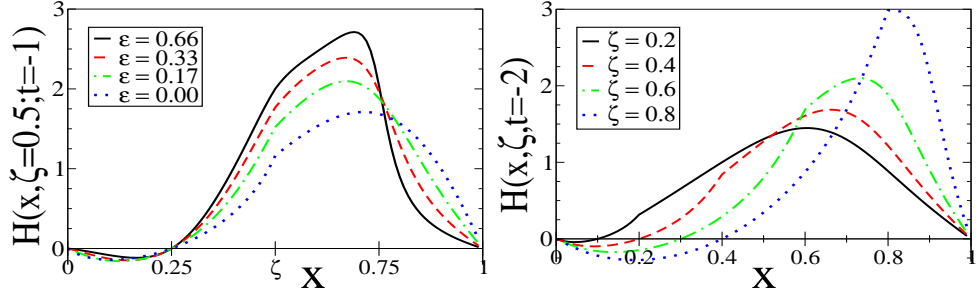 H(x,ζ=0.5;t=-1)
3
2
1
0
ε = 0.66
ε = 0.33
ε = 0.17
ε = 0.00
0
0.25
ζ
0.75
1
X
H(x,ζ,t=-2)
3
2
1
0
ζ = 0.2
ζ = 0.4
ζ = 0.6
ζ = 0.8
0
0.2
0.4
0.6
0.8
1
X